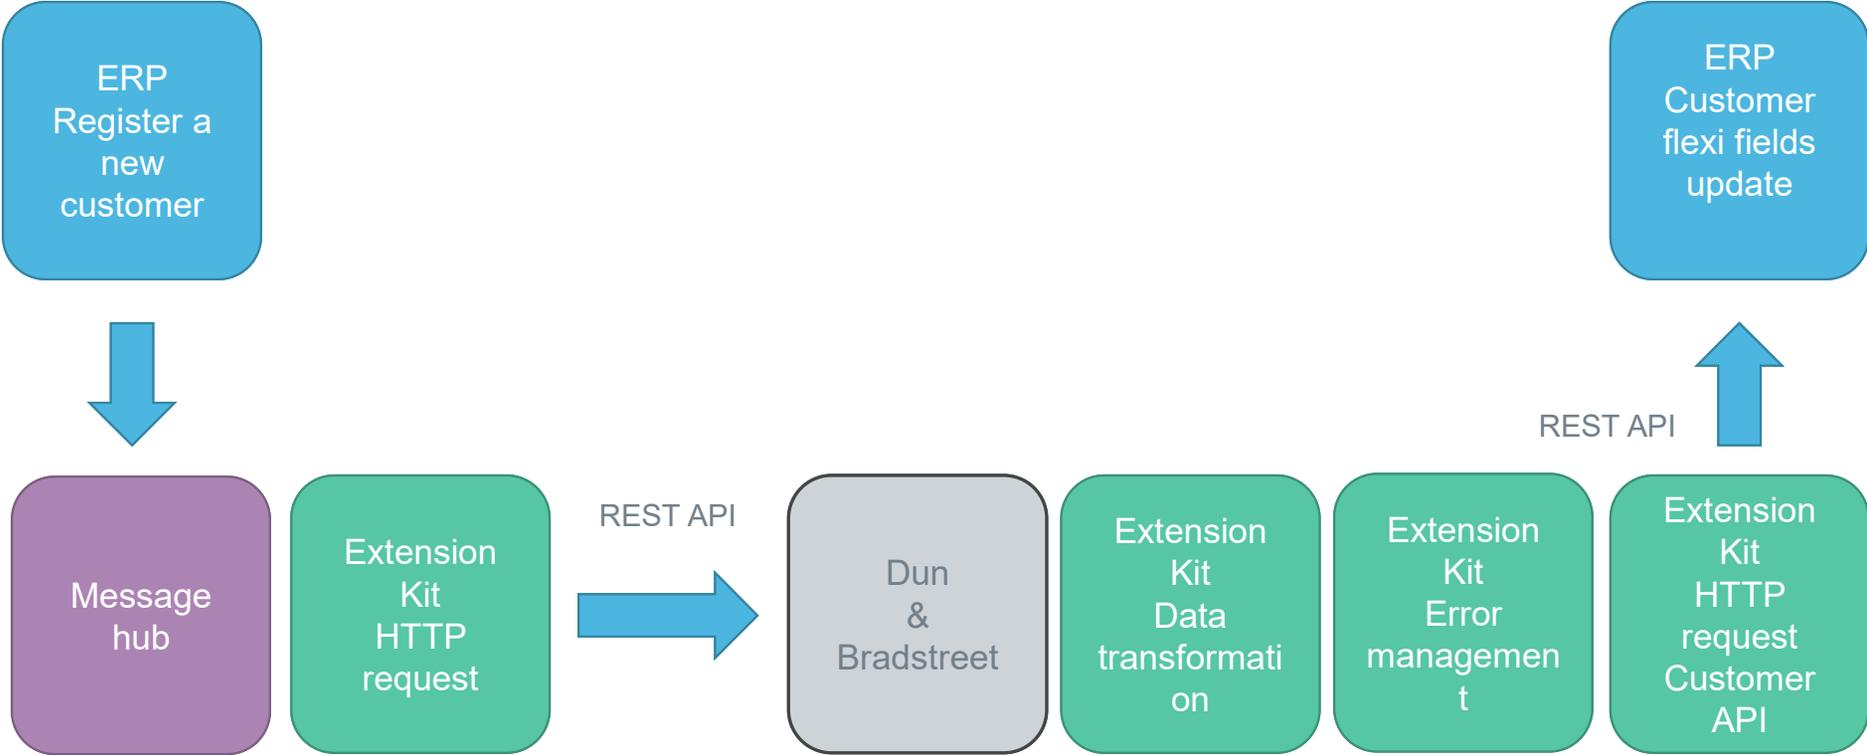 ERP
Register a
new
customer
ERP
Customer
flexi fields
update
REST API
Message
hub
Extension
Kit
HTTP
request
REST API
Dun
&
Bradstreet
Extension
Kit
Data
transformati
on
Extension
Kit
Error
managemen
t
Extension
Kit
HTTP
request
Customer
API